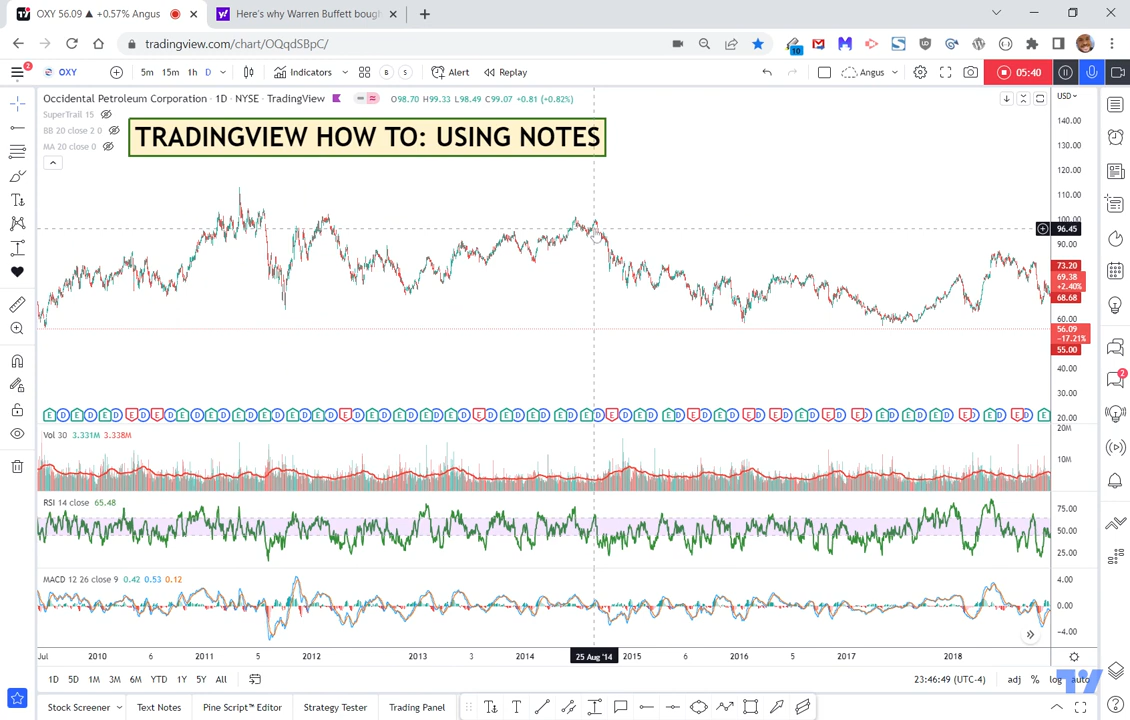 OXY 56.09 ▲ +0.57% Angus
Here's why Warren Buffett bough
tradingview.com/chart/OQqdSBpC/
10
2
OXY
5m 15m 1h D
Indicators
B S
Alert
Replay
Angus
05:40
Occidental Petroleum Corporation · 1D · NYSE · TradingView
O98.70 H99.33 L98.49 C99.07 +0.81 (+0.82%)
USD
SuperTrail 15
BB 20 close 2 0
MA 20 close 0
TRADINGVIEW HOW TO: USING NOTES
140.00
130.00
120.00
110.00
100.00
96.45
90.00
73.20
69.38
+2.40%
68.68
60.00
56.09
−17.21%
55.00
40.00
30.00
20.00
2
E D E D E D E D E D E D E D E D E D E D E D E D E D E D E D E D E D E D E D E D E D E D E D E D E D E D E D E D E D E D E D E D E D E D E D E D E
Vol 30 3.331M 3.338M
20M
10M
RSI 14 close 65.48
75.00
50.00
25.00
MACD 12 26 close 9 0.42 0.53 0.12
4.00
0.00
−4.00
Jul 2010 6 2011 5 2012 2013 3 2014 25 Aug '14 2015 6 2016 5 2017 2018
1D 5D 1M 3M 6M YTD 1Y 5Y All
23:46:49 (UTC-4)
adj % log auto
Stock Screener
Text Notes
Pine Script™ Editor
Strategy Tester
Trading Panel